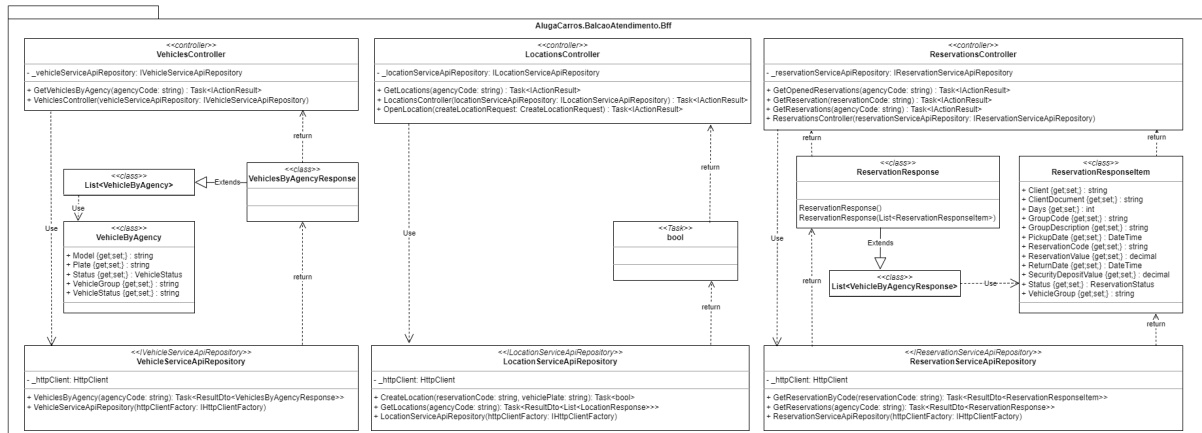 AlugaCarros.BalcaoAtendimento.Bff
<<controller>>
VehiclesController
- _vehicleServiceApiRepository: IVehicleServiceApiRepository
+ GetVehiclesByAgency(agencyCode: string) : Task<IActionResult>
+ VehiclesController(vehicleServiceApiRepository: IVehicleServiceApiRepository)
<<controller>>
LocationsController
- _locationServiceApiRepository: ILocationServiceApiRepository
+ GetLocations(agencyCode: string) : Task<IActionResult>
+ LocationsController(locationServiceApiRepository: ILocationServiceApiRepository) : Task<IActionResult>
+ OpenLocation(createLocationRequest: CreateLocationRequest) : Task<IActionResult>
<<controller>>
ReservationsController
- _reservationServiceApiRepository: IReservationServiceApiRepository
+ GetOpenedReservations(agencyCode: string) : Task<IActionResult>
+ GetReservation(reservationCode: string) : Task<IActionResult>
+ GetReservations(agencyCode: string) : Task<IActionResult>
+ ReservationsController(reservationServiceApiRepository: IReservationServiceApiRepository)
return
return
return
return
<<class>>
List<VehicleByAgency>
Extends
<<class>>
VehiclesByAgencyResponse
Use
Use
<<class>>
VehicleByAgency
+ Model {get;set;} : string
+ Plate {get;set;} : string
+ Status {get;set;} : VehicleStatus
+ VehicleGroup {get;set;} : string
+ VehicleStatus {get;set;} : string
return
Use
<<Task>>
bool
return
<<class>>
ReservationResponse
ReservationResponse()
ReservationResponse(List<ReservationResponseItem>)
Extends
Use
<<class>>
List<VehicleByAgencyResponse>
Use
return
<<class>>
ReservationResponseItem
+ Client {get;set;} : string
+ ClientDocument {get;set;} : string
+ Days {get;set;} : int
+ GroupCode {get;set;} : string
+ GroupDescription {get;set;} : string
+ PickupDate {get;set;} : DateTime
+ ReservationCode {get;set;} : string
+ ReservationValue {get;set;} : decimal
+ ReturnDate {get;set;} : DateTime
+ SecurityDepositValue {get;set;} : decimal
+ Status {get;set;} : ReservationStatus
+ VehicleGroup {get;set;} : string
return
<<IVehicleServiceApiRepository>>
VehicleServiceApiRepository
- _httpClient: HttpClient
+ VehiclesByAgency(agencyCode: string): Task<ResultDto<VehiclesByAgencyResponse>>
+ VehicleServiceApiRepository(httpClientFactory: IHttpClientFactory)
<<ILocationServiceApiRepository>>
LocationServiceApiRepository
- _httpClient: HttpClient
+ CreateLocation(reservationCode: string, vehiclePlate: string): Task<bool>
+ GetLocations(agencyCode: string): Task<ResultDto<List<LocationResponse>>>
+ LocationServiceApiRepository(httpClientFactory: IHttpClientFactory)
<<IReservationServiceApiRepository>>
ReservationServiceApiRepository
- _httpClient: HttpClient
+ GetReservationByCode(reservationCode: string): Task<ResultDto<ReservationResponseItem>>
+ GetReservations(agencyCode: string): Task<ResultDto<ReservationResponse>>
+ ReservationServiceApiRepository(httpClientFactory: IHttpClientFactory)